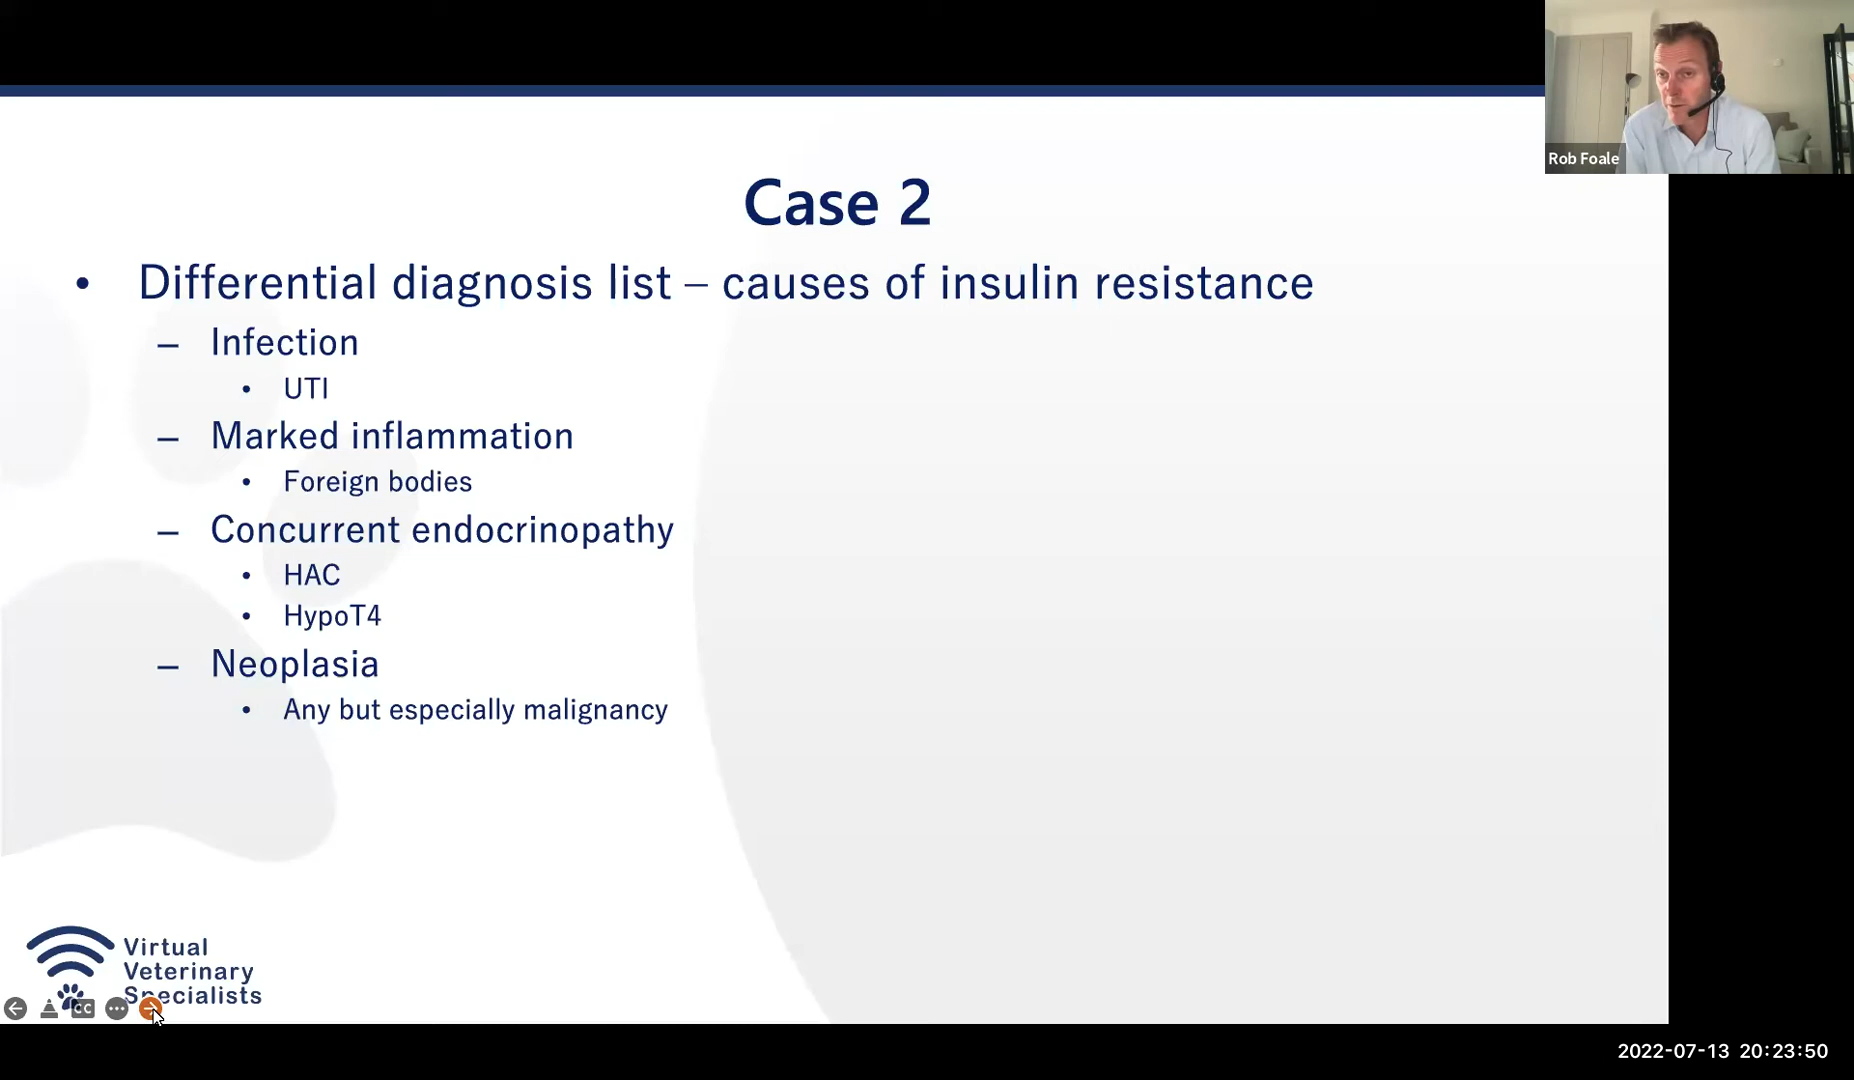 Rob Foale
Case 2
• Differential diagnosis list – causes of insulin resistance
– Infection
• UTI
– Marked inflammation
• Foreign bodies
– Concurrent endocrinopathy
• HAC
• HypoT4
– Neoplasia
• Any but especially malignancy
Virtual
Veterinary
Specialists
CC
2022-07-13 20:23:50